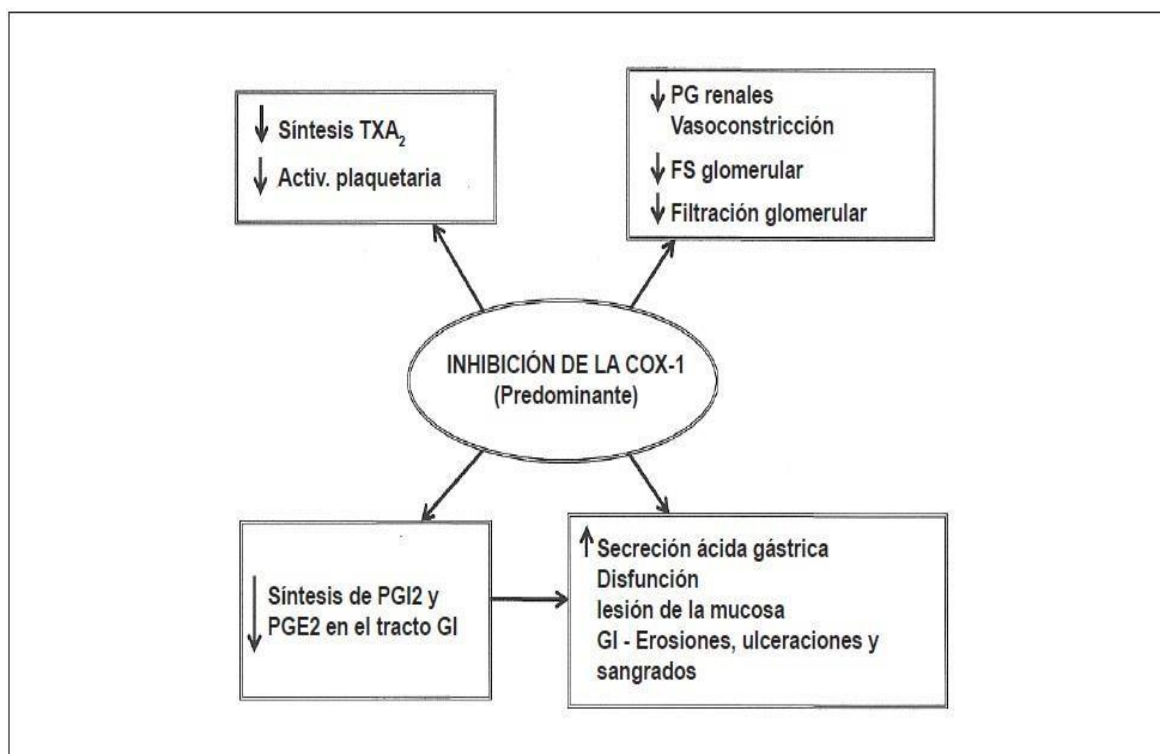 ↓ Síntesis TXA₂
↓ Activ. plaquetaria
↓ PG renales
Vasoconstricción
↓ FS glomerular
↓ Filtración glomerular
INHIBICIÓN DE LA COX-1
(Predominante)
↓ Síntesis de PGI2 y
PGE2 en el tracto GI
↑ Secreción ácida gástrica
Disfunción
lesión de la mucosa
GI - Erosiones, ulceraciones y
sangrados